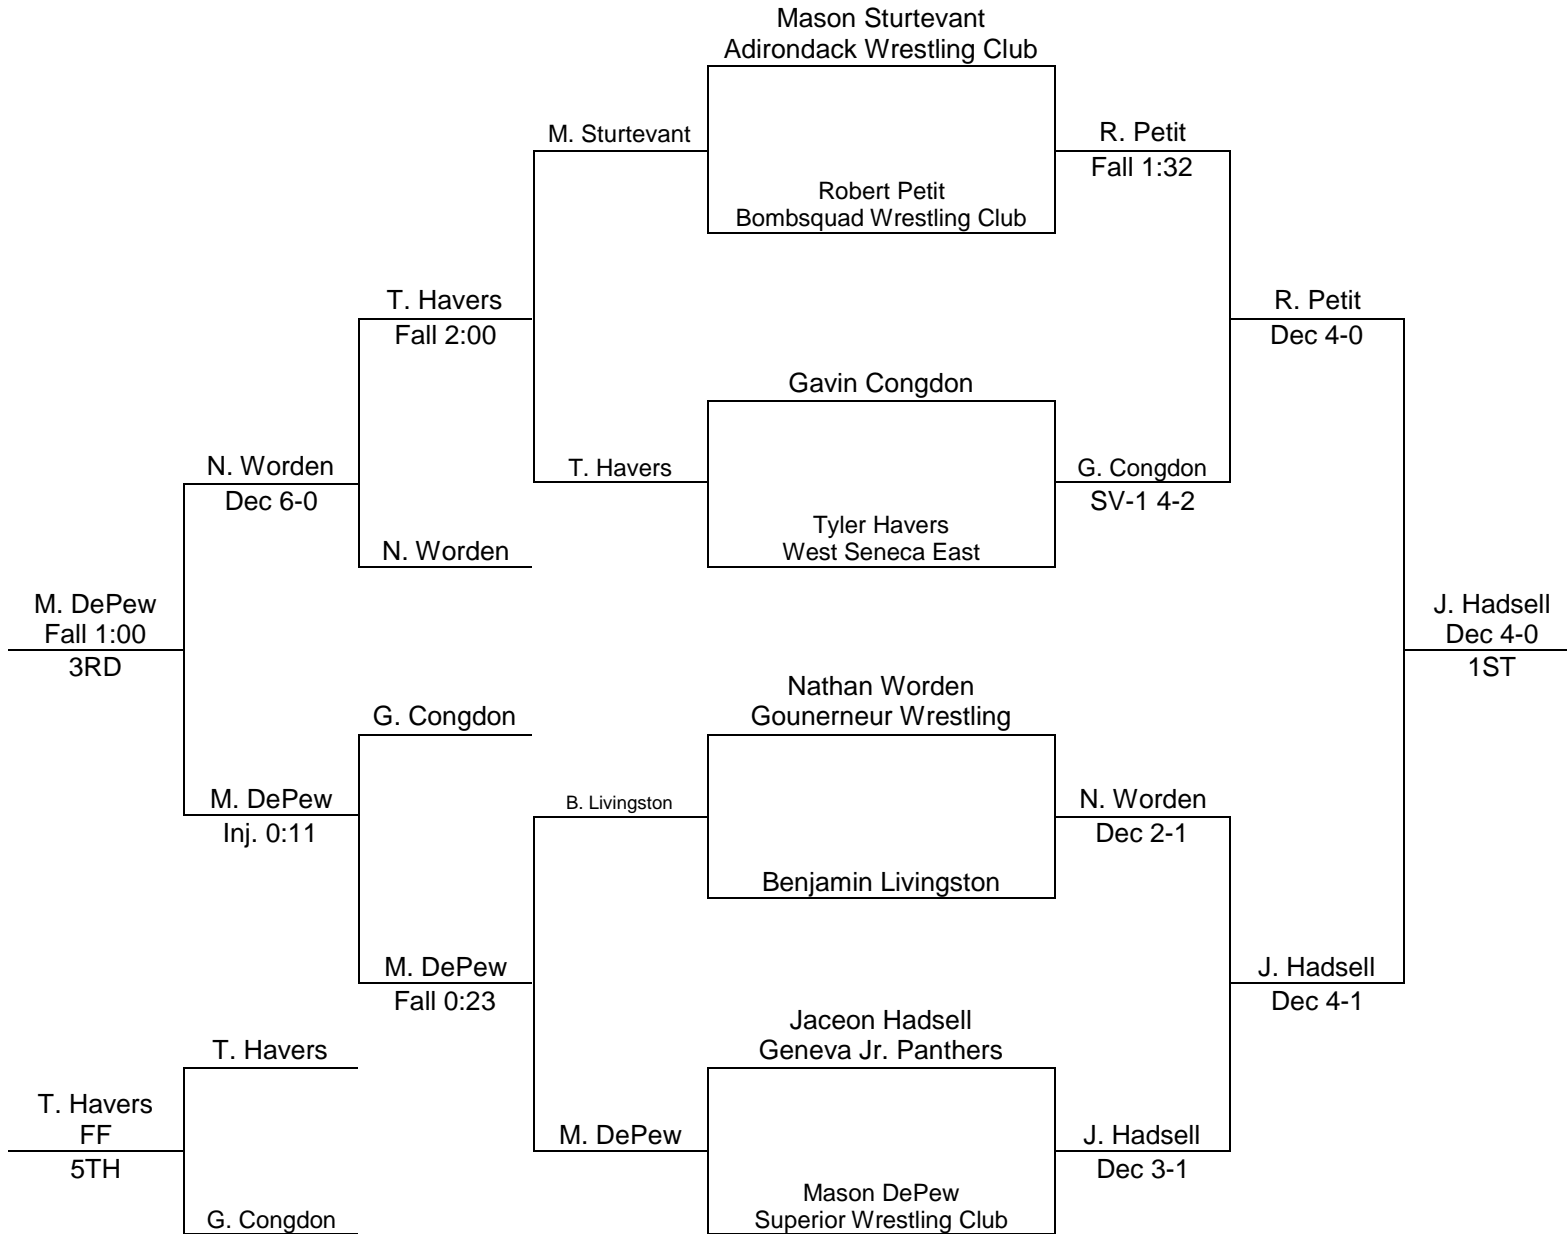 Mason Sturtevant
Adirondack Wrestling Club
M. Sturtevant
R. Petit
Fall 1:32
Robert Petit
Bombsquad Wrestling Club
T. Havers
Fall 2:00
R. Petit
Dec 4-0
Gavin Congdon
N. Worden
Dec 6-0
T. Havers
G. Congdon
SV-1 4-2
Tyler Havers
West Seneca East
N. Worden
M. DePew
Fall 1:00
3RD
J. Hadsell
Dec 4-0
1ST
Nathan Worden
Gounerneur Wrestling
G. Congdon
M. DePew
Inj. 0:11
B. Livingston
N. Worden
Dec 2-1
Benjamin Livingston
M. DePew
Fall 0:23
J. Hadsell
Dec 4-1
Jaceon Hadsell
Geneva Jr. Panthers
T. Havers
T. Havers
FF
5TH
M. DePew
J. Hadsell
Dec 3-1
Mason DePew
Superior Wrestling Club
G. Congdon